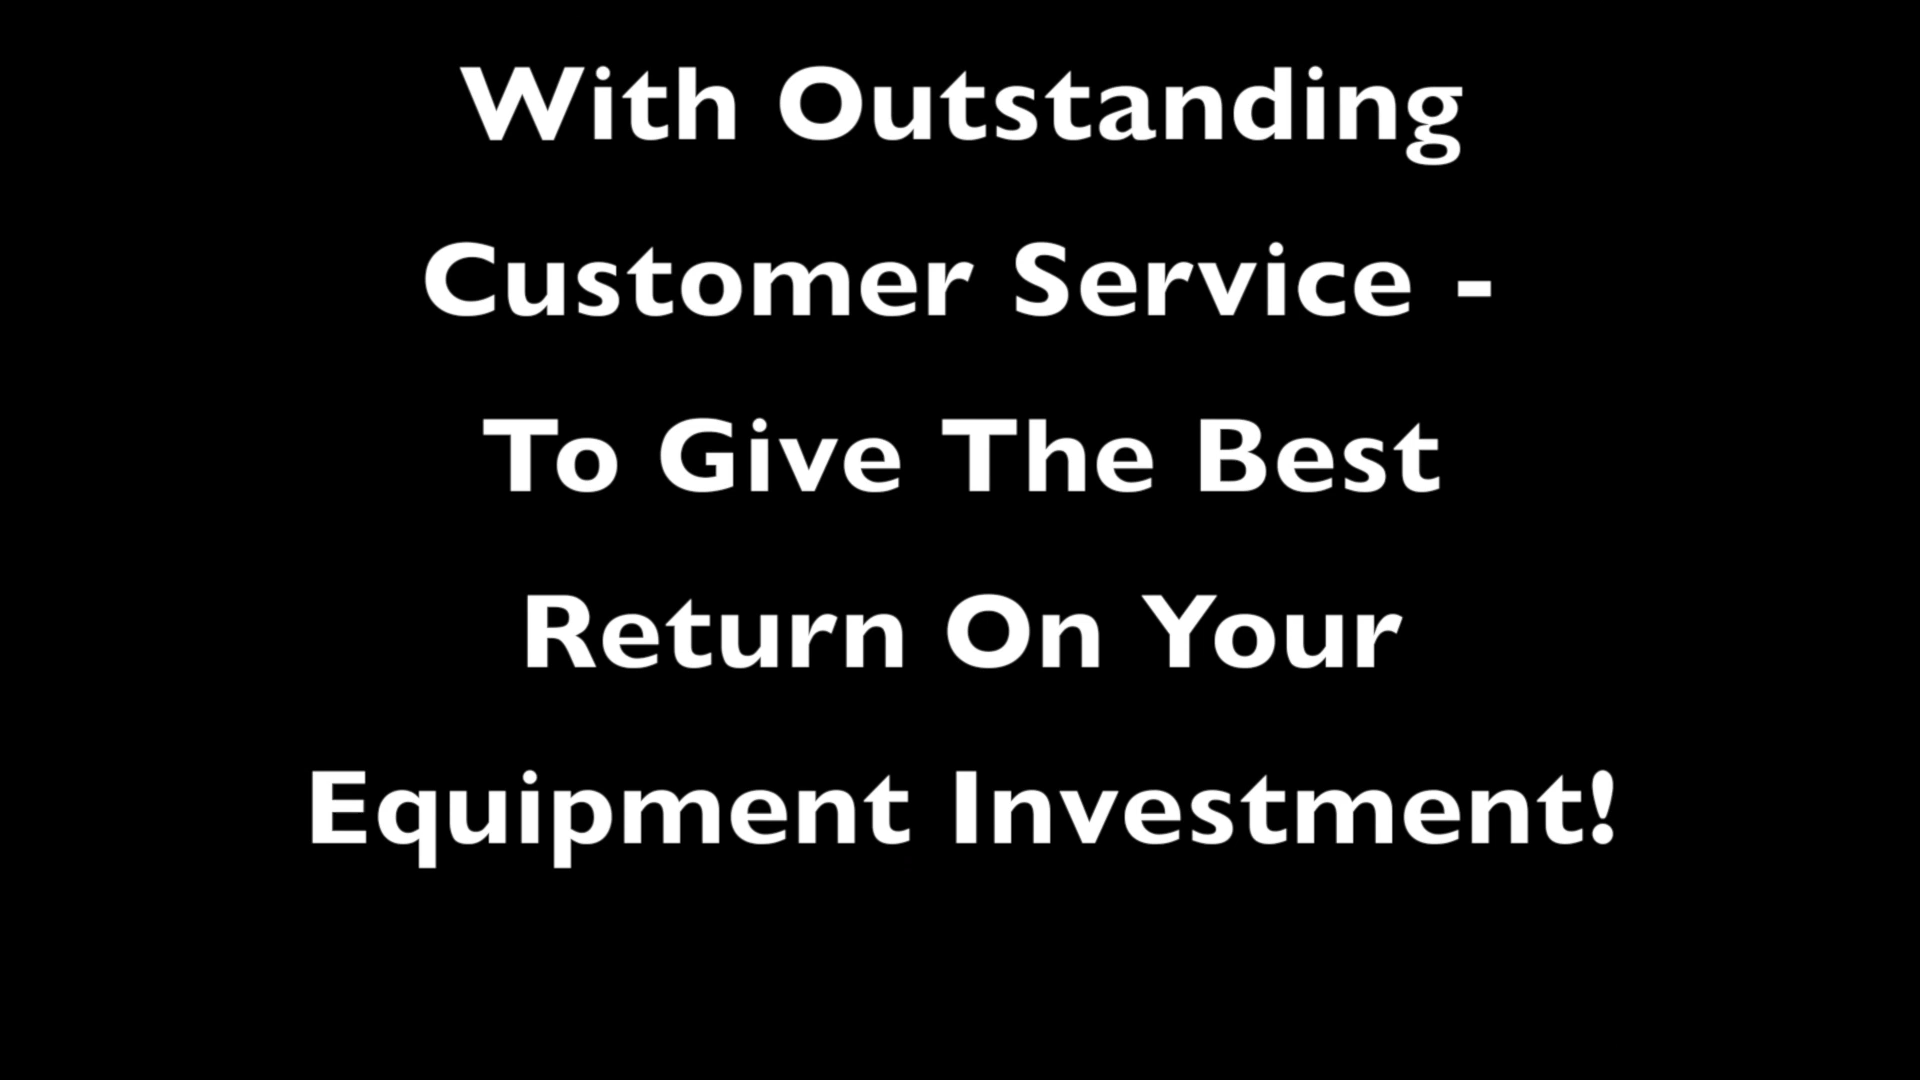 With Outstanding
Customer Service -
To Give The Best
Return On Your
Equipment Investment!